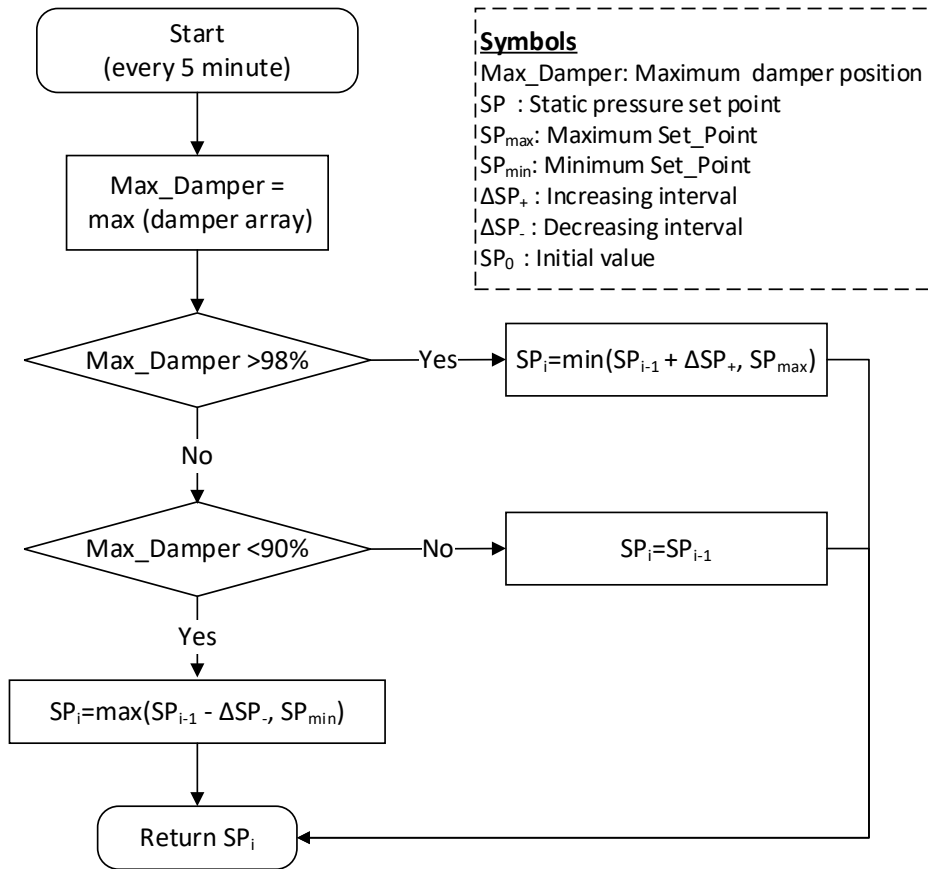 Start
(every 5 minute)
Symbols
Max_Damper: Maximum damper position
SP : Static pressure set point
SPmax: Maximum Set_Point
SPmin: Minimum Set_Point
ΔSP+ : Increasing interval
ΔSP- : Decreasing interval
SP0 : Initial value
Max_Damper =
max (damper array)
Max_Damper >98%
Yes
SPi=min(SPi-1 + ΔSP+, SPmax)
No
Max_Damper <90%
No
SPi=SPi-1
Yes
SPi=max(SPi-1 - ΔSP-, SPmin)
Return SPi